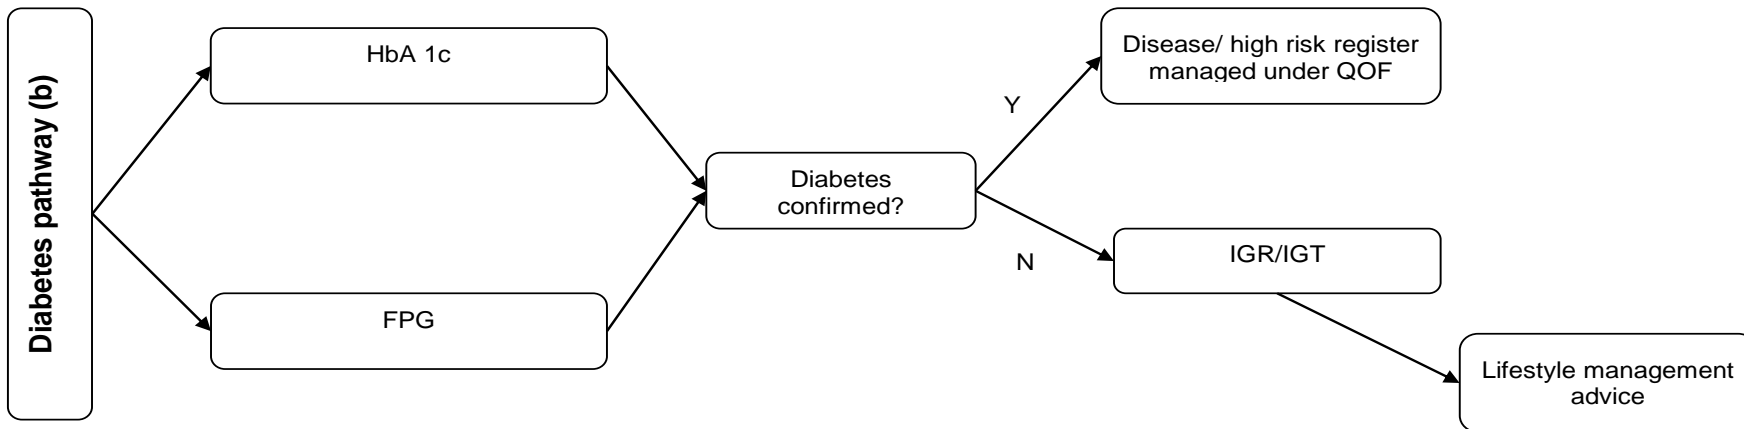 Diabetes pathway (b)
HbA 1c
FPG
Diabetes
confirmed?
Y
N
Disease/ high risk register
managed under QOF
IGR/IGT
Lifestyle management
advice